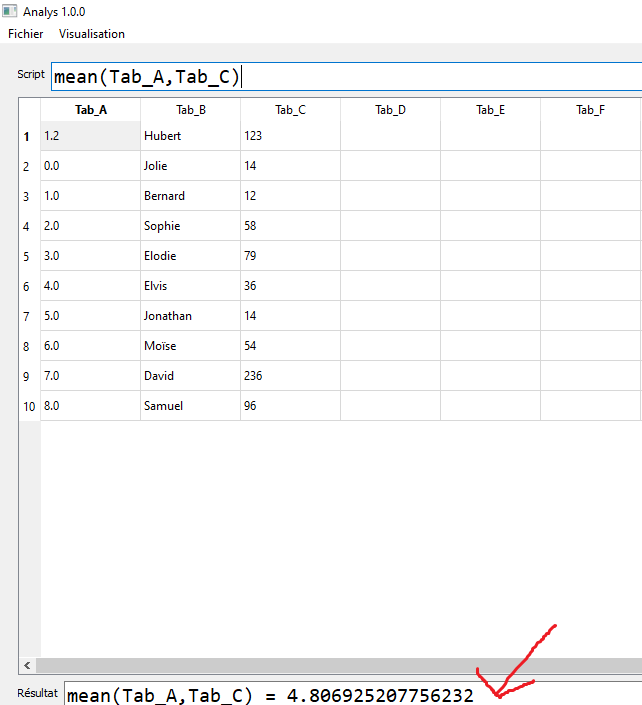 Analys 1.0.0
Fichier Visualisation
Script mean(Tab_A,Tab_C)
Tab_A Tab_B Tab_C Tab_D Tab_E Tab_F
1 1.2 Hubert 123
2 0.0 Jolie 14
3 1.0 Bernard 12
4 2.0 Sophie 58
5 3.0 Elodie 79
6 4.0 Elvis 36
7 5.0 Jonathan 14
8 6.0 Moïse 54
9 7.0 David 236
10 8.0 Samuel 96
Résultat mean(Tab_A,Tab_C) = 4.806925207756232